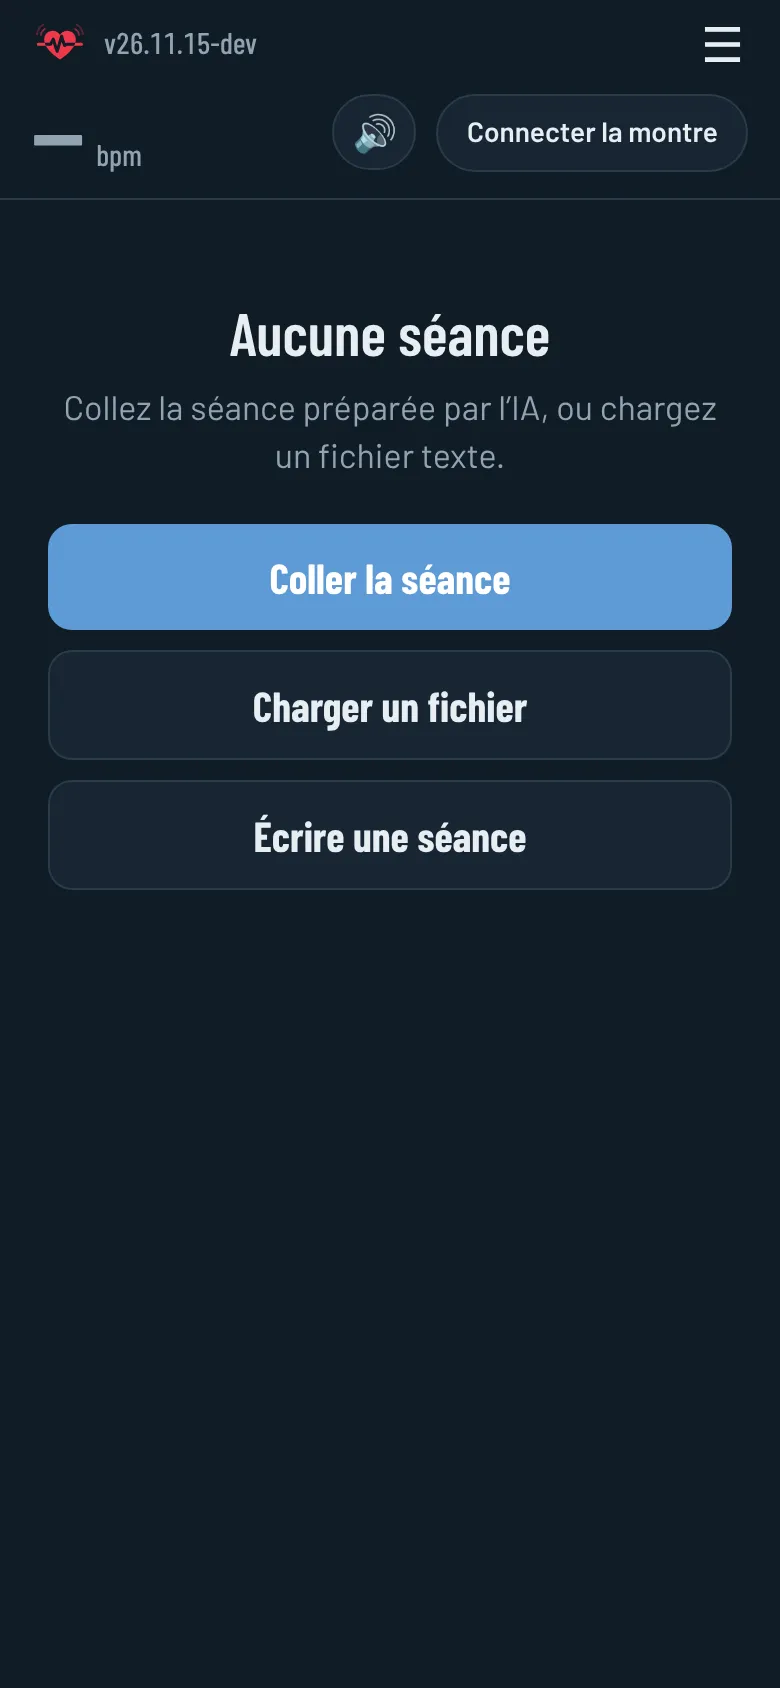 v26.11.15-dev
bpm
Connecter la montre
Aucune séance
Collez la séance préparée par l’IA, ou chargez
un fichier texte.
Coller la séance
Charger un fichier
Écrire une séance